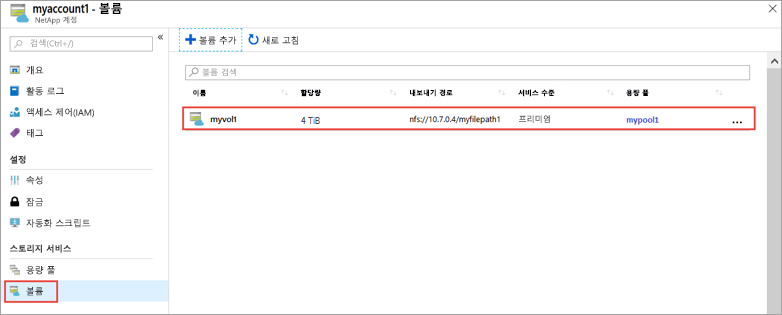 myaccount1 - 볼륨
NetApp 계정
검색(Ctrl+/)
개요
활동 로그
액세스 제어(IAM)
태그
설정
속성
잠금
자동화 스크립트
스토리지 서비스
용량 풀
볼륨
볼륨 추가 새로 고침
볼륨 검색
이름 할당량 내보내기 경로 서비스 수준 용량 풀
myvol1 4 TiB nfs://10.7.0.4/myfilepath1 프리미엄 mypool1 ...